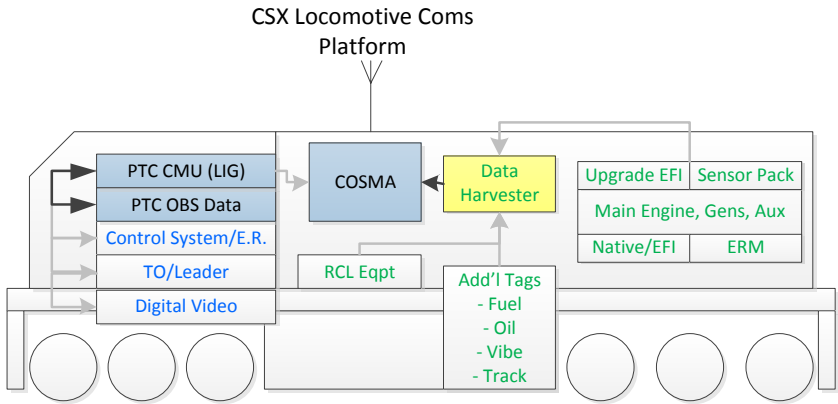 CSX Locomotive Coms
Platform
PTC CMU (LIG)
PTC OBS Data
Control System/E.R.
TO/Leader
Digital Video
COSMA
RCL Eqpt
Data
Harvester
Add'l Tags
- Fuel
- Oil
- Vibe
- Track
Upgrade EFI
Sensor Pack
Main Engine, Gens, Aux
Native/EFI
ERM